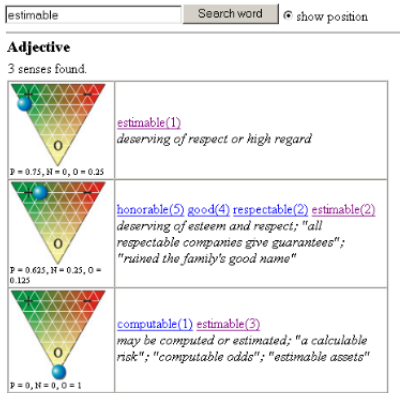 estimable Search word show position
Adjective
3 senses found.
O
P = 0.75, N = 0, O = 0.25
estimable(1)
deserving of respect or high regard
O
P = 0.625, N = 0.25, O =
0.125
honorable(5) good(4) respectable(2) estimable(2)
deserving of esteem and respect; "all
respectable companies give guarantees";
"ruined the family's good name"
O
P = 0, N = 0, O = 1
computable(1) estimable(3)
may be computed or estimated; "a calculable
risk"; "computable odds"; "estimable assets"